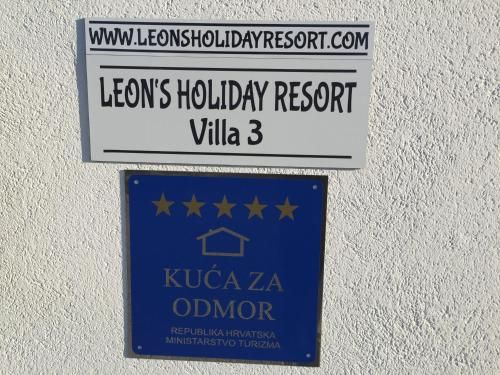 WWW.LEONSHOLIDAYRESORT.COM
LEON'S HOLIDAY RESORT
Villa 3
KUĆA ZA
ODMOR
REPUBLIKA HRVATSKA
MINISTARSTVO TURIZMA